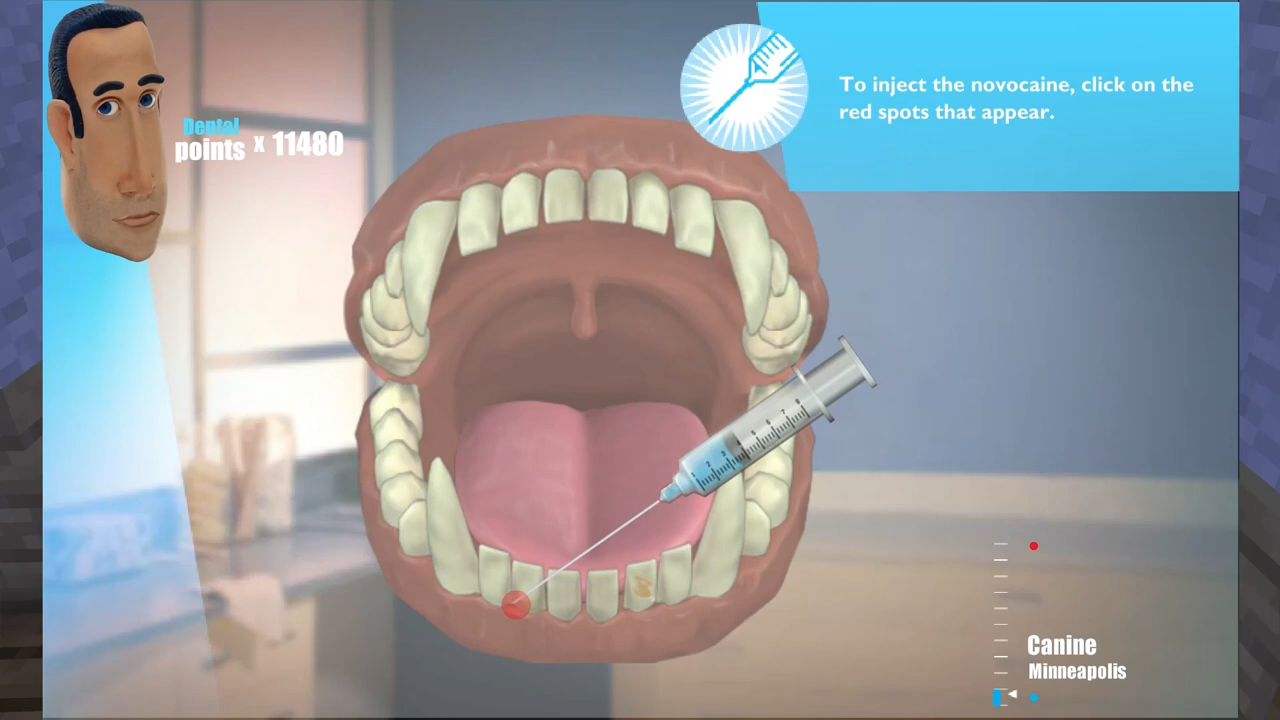 To inject the novocaine, click on the
red spots that appear.
Dental
points x 11480
Canine
Minneapolis